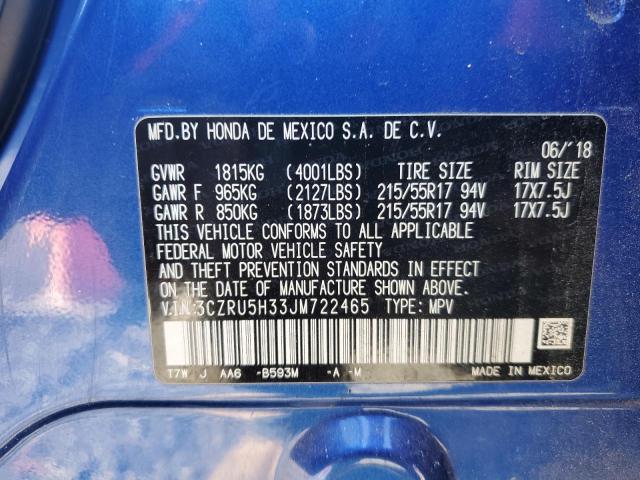 MFD.BY HONDA DE MEXICO S.A. DE C.V.
06/'18
GVWR 1815KG (4001LBS) TIRE SIZE RIM SIZE
GAWR F 965KG (2127LBS) 215/55R17 94V 17X7.5J
GAWR R 850KG (1873LBS) 215/55R17 94V 17X7.5J
THIS VEHICLE CONFORMS TO ALL APPLICABLE
FEDERAL MOTOR VEHICLE SAFETY
AND THEFT PREVENTION STANDARDS IN EFFECT
ON THE DATE OF MANUFACTURE SHOWN ABOVE.
V.I.N:3CZRU5H33JM722465 TYPE: MPV
T7W J AA6 -B593M -A -M
MADE IN MEXICO